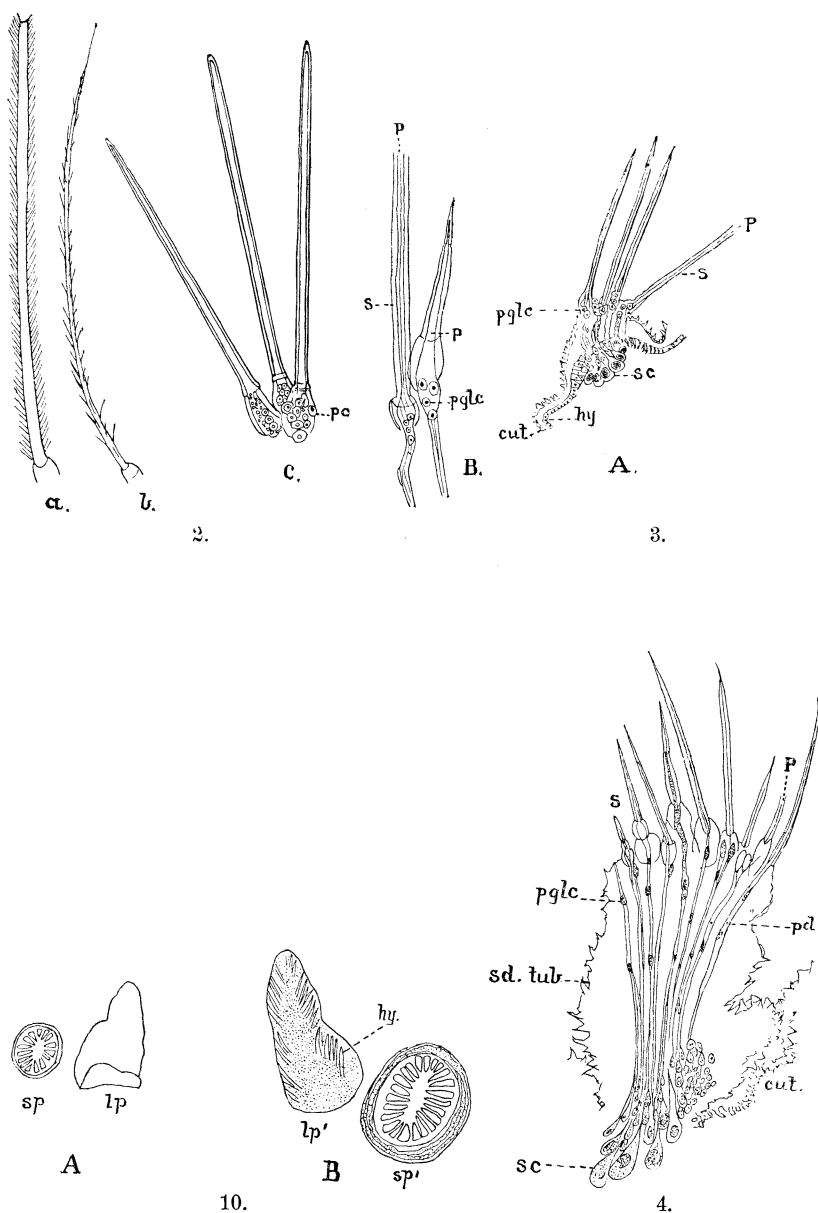 p
P
s
s
p
pglc
pglc
sc
pc
hy
cut.
a.
b.
C.
B.
A.
2.
3.
P
s
pglc
pd
sd. tub
cut.
hy.
sp
lp
lp'
sp'
A
B
sc
10.
4.